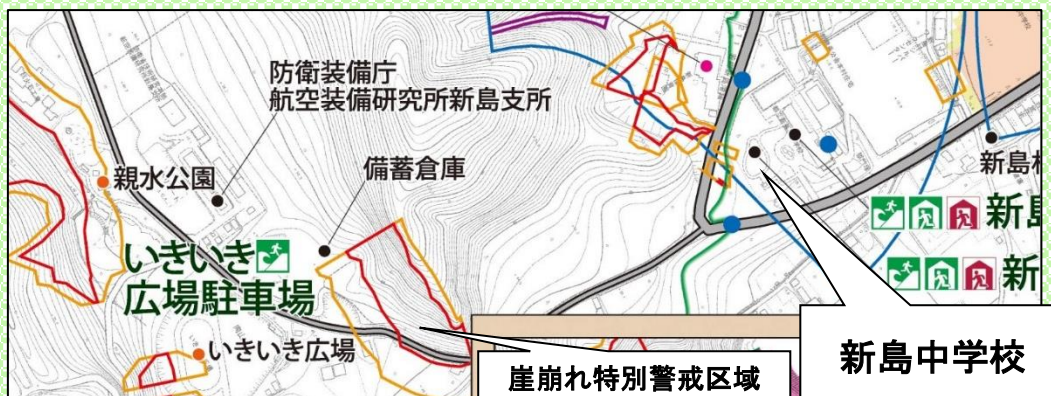 防衛装備庁
航空装備研究所新島支所
備蓄倉庫
親水公園
いきいき
広場駐車場
いきいき広場
崖崩れ特別警戒区域
新島中学校
新島
新島
新